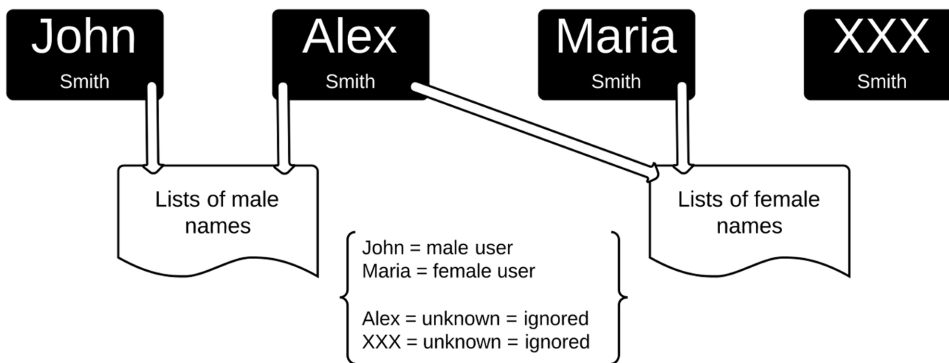 John
Smith
Alex
Smith
Maria
Smith
XXX
Smith
Lists of male
names
Lists of female
names
John = male user
Maria = female user
Alex = unknown = ignored
XXX = unknown = ignored